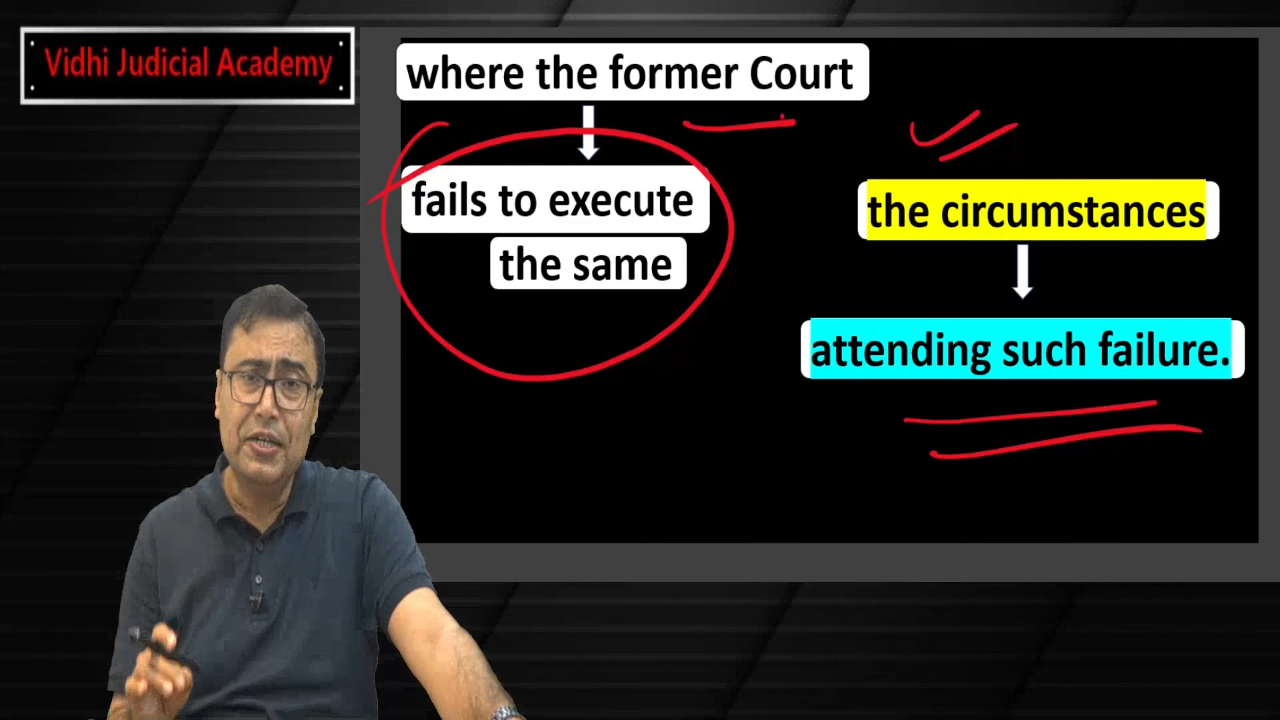 Vidhi Judicial Academy
where the former Court
fails to execute
the same
the circumstances
attending such failure.